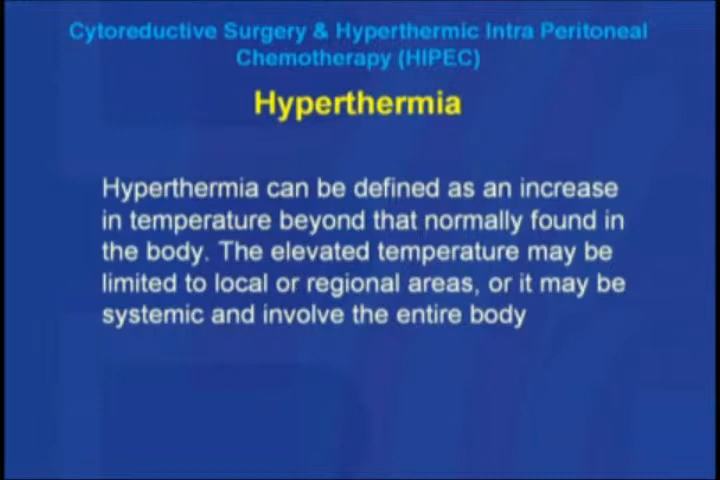 Cytoreductive Surgery & Hyperthermic Intra Peritoneal
Chemotherapy (HIPEC)
Hyperthermia
Hyperthermia can be defined as an increase
in temperature beyond that normally found in
the body. The elevated temperature may be
limited to local or regional areas, or it may be
systemic and involve the entire body